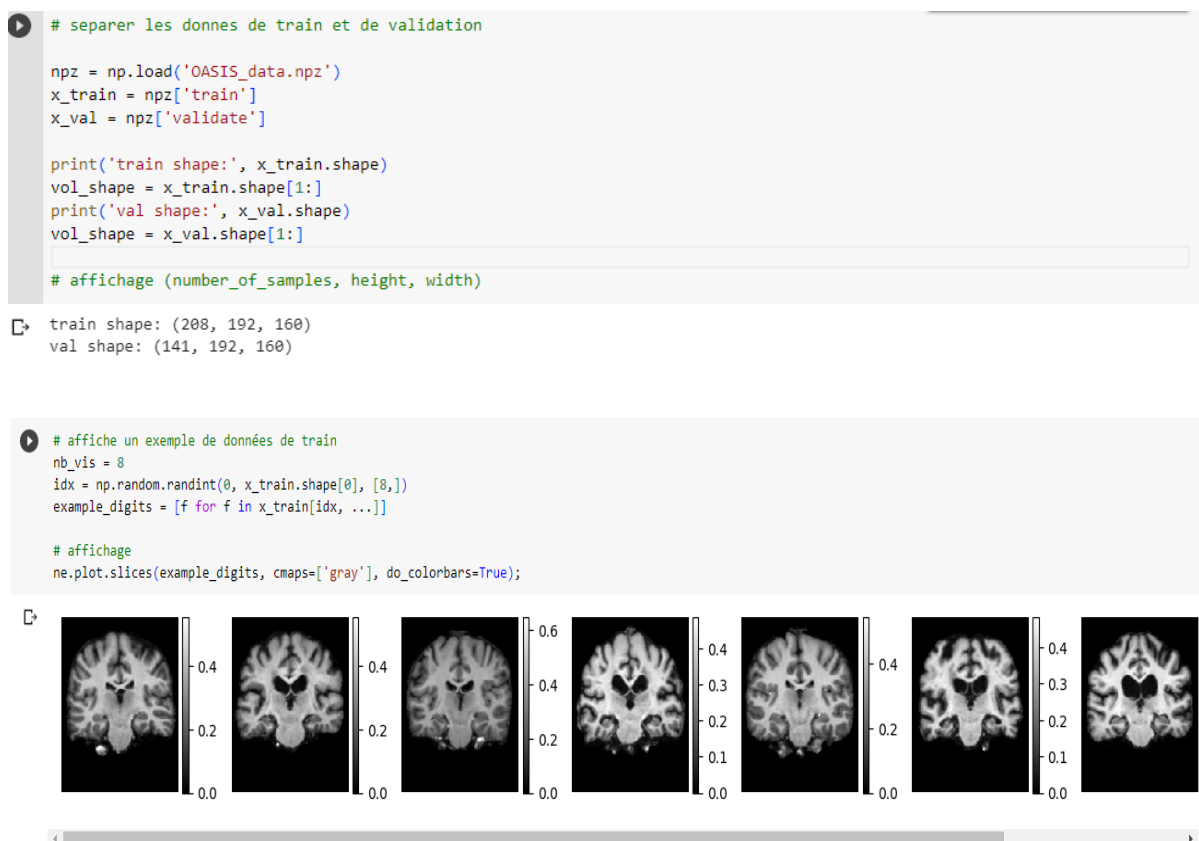 # separer les donnes de train et de validation
npz = np.load('OASIS_data.npz')
x_train = npz['train']
x_val = npz['validate']
print('train shape:', x_train.shape)
vol_shape = x_train.shape[1:]
print('val shape:', x_val.shape)
vol_shape = x_val.shape[1:]
# affichage (number_of_samples, height, width)
train shape: (208, 192, 160)
val shape: (141, 192, 160)
# affiche un exemple de données de train
nb_vis = 8
idx = np.random.randint(0, x_train.shape[0], [8,])
example_digits = [f for f in x_train[idx, ...]]
# affichage
ne.plot.slices(example_digits, cmaps=['gray'], do_colorbars=True);
0.4
0.2
0.0
0.4
0.2
0.0
0.6
0.4
0.2
0.0
0.4
0.3
0.2
0.1
0.0
0.4
0.2
0.0
0.4
0.3
0.2
0.1
0.0